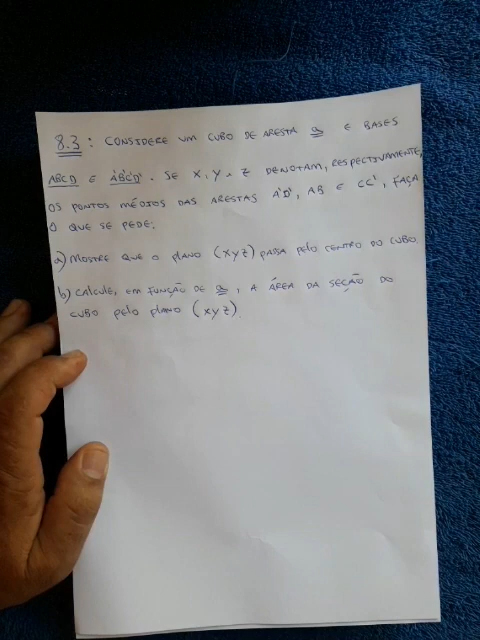 8.3: CONSIDERE UM CUBO DE ARESTA a E BASES
ABCD E A'B'C'D'. SE X, Y e Z DENOTAM, RESPECTIVAMENTE,
OS PONTOS MÉDIOS DAS ARESTAS A'D', AB E CC', FAÇA
O QUE SE PEDE:
a) MOSTRE QUE O PLANO (XYZ) PASSA PELO CENTRO DO CUBO.
b) CALCULE, EM FUNÇÃO DE a, A ÁREA DA SEÇÃO DO
CUBO PELO PLANO (XYZ).